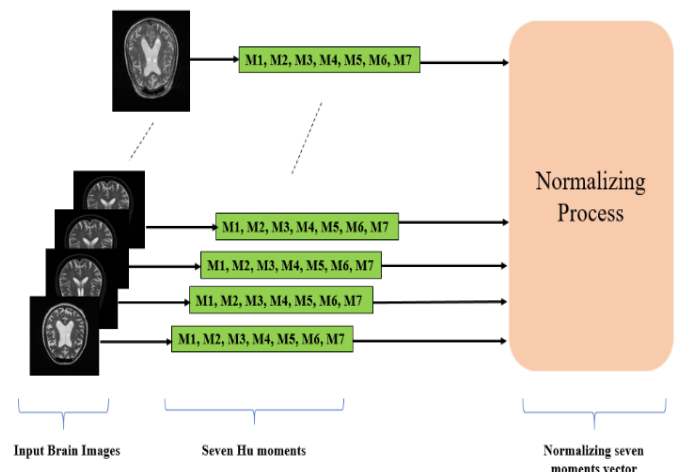 M1, M2, M3, M4, M5, M6, M7
Normalizing
Process
M1, M2, M3, M4, M5, M6, M7
M1, M2, M3, M4, M5, M6, M7
M1, M2, M3, M4, M5, M6, M7
M1, M2, M3, M4, M5, M6, M7
Input Brain Images
Seven Hu moments
Normalizing seven
moments vector